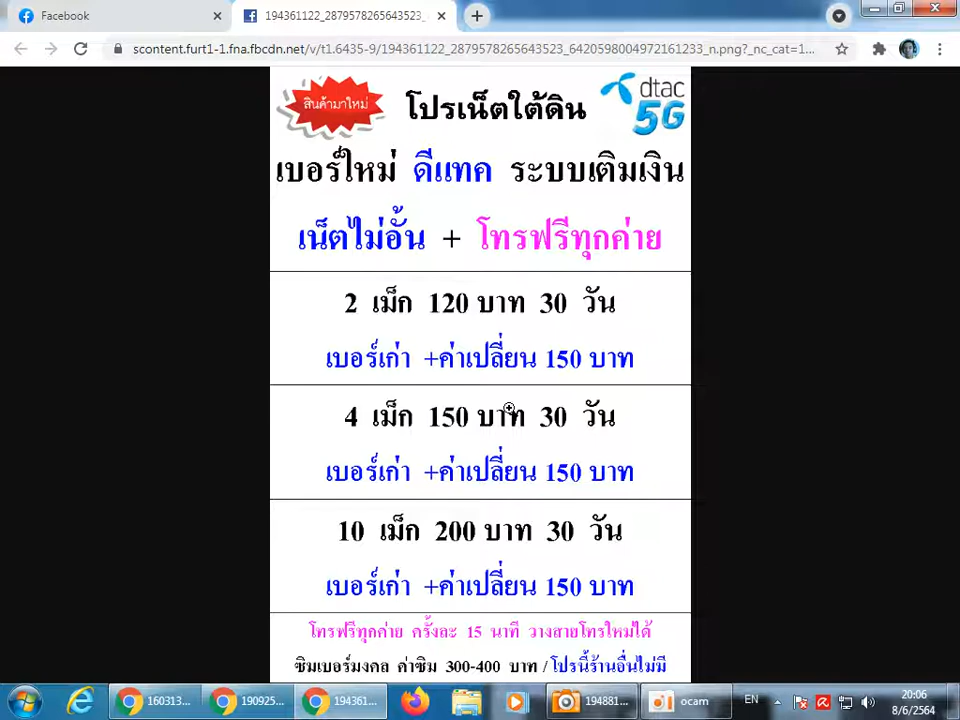 Facebook
194361122_2879578265643523_
scontent.furt1-1.fna.fbcdn.net/v/t1.6435-9/194361122_2879578265643523_6420598004972161233_n.png?_nc_cat=1...
สินค้ามาใหม่
โปรเน็ตใต้ดิน
dtac
5G
เบอร์ใหม่ ดีแทค ระบบเติมเงิน
เน็ตไม่อั้น + โทรฟรีทุกค่าย
2 เม็ก 120 บาท 30 วัน
เบอร์เก่า +ค่าเปลี่ยน 150 บาท
4 เม็ก 150 บาท 30 วัน
เบอร์เก่า +ค่าเปลี่ยน 150 บาท
10 เม็ก 200 บาท 30 วัน
เบอร์เก่า +ค่าเปลี่ยน 150 บาท
โทรฟรีทุกค่าย ครั้งละ 15 นาที วางสายโทรใหม่ได้
ซิมเบอร์มงคล ค่าซิม 300-400 บาท / โปรนี้ร้านอื่นไม่มี
160313...
190925...
194361...
194881...
ocam
EN
20:06
8/6/2564